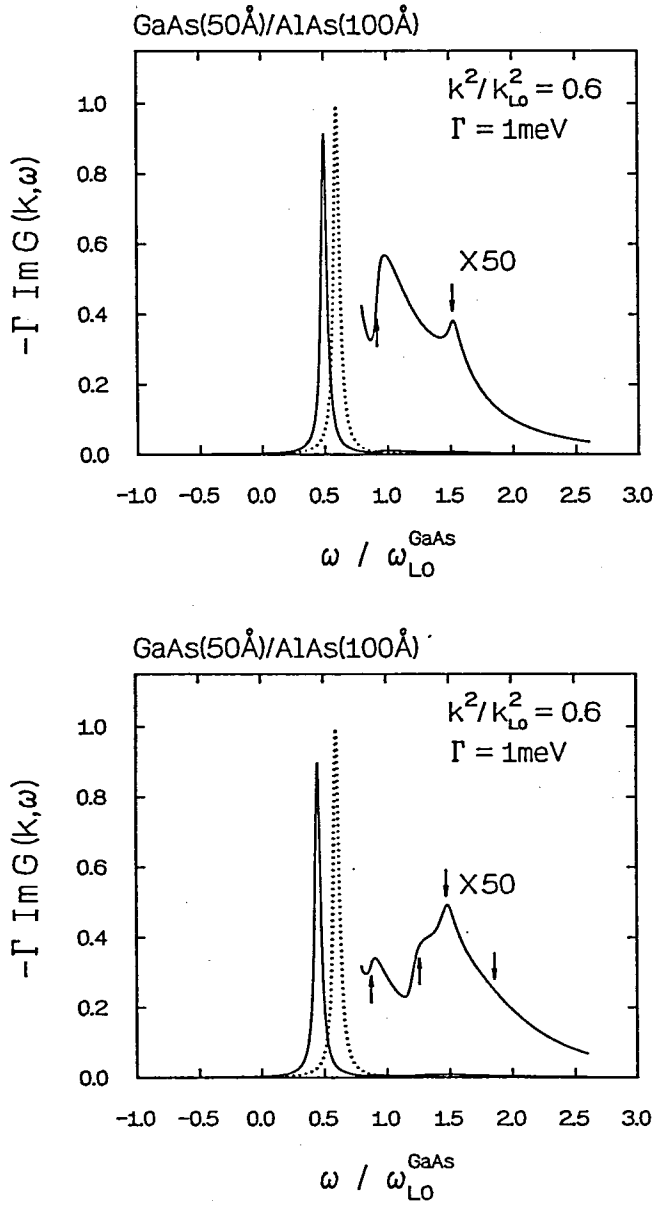 GaAs(50Å)/AlAs(100Å)
k²/k²_LO = 0.6
Γ = 1meV
X50
-Γ Im G (k,ω)
1.0
0.8
0.6
0.4
0.2
0.0
-1.0 -0.5 0.0 0.5 1.0 1.5 2.0 2.5 3.0
ω / ω_LO^GaAs
GaAs(50Å)/AlAs(100Å)
k²/k²_LO = 0.6
Γ = 1meV
X50
-Γ Im G (k,ω)
1.0
0.8
0.6
0.4
0.2
0.0
-1.0 -0.5 0.0 0.5 1.0 1.5 2.0 2.5 3.0
ω / ω_LO^GaAs